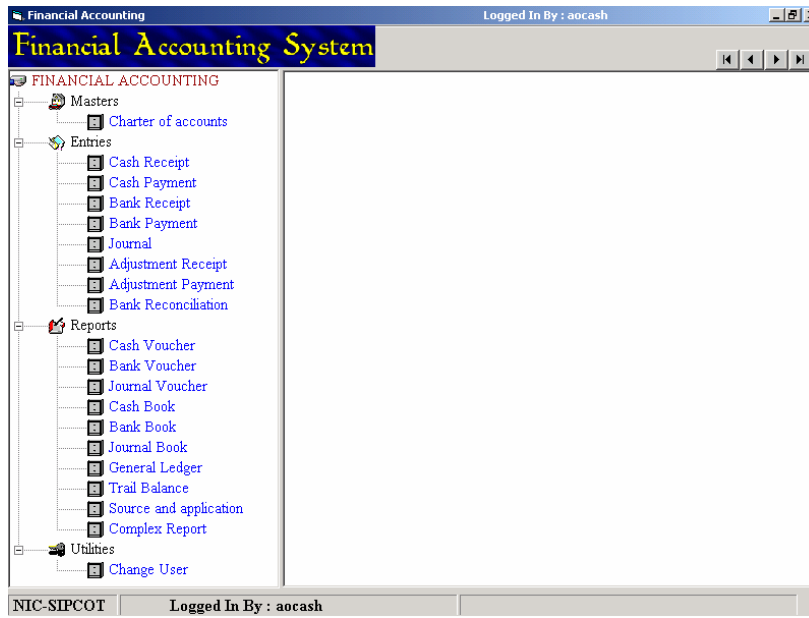 Financial Accounting Logged In By : aocash
Financial Accounting System
FINANCIAL ACCOUNTING
Masters
Charter of accounts
Entries
Cash Receipt
Cash Payment
Bank Receipt
Bank Payment
Journal
Adjustment Receipt
Adjustment Payment
Bank Reconciliation
Reports
Cash Voucher
Bank Voucher
Journal Voucher
Cash Book
Bank Book
Journal Book
General Ledger
Trail Balance
Source and application
Complex Report
Utilities
Change User
NIC-SIPCOT Logged In By : aocash